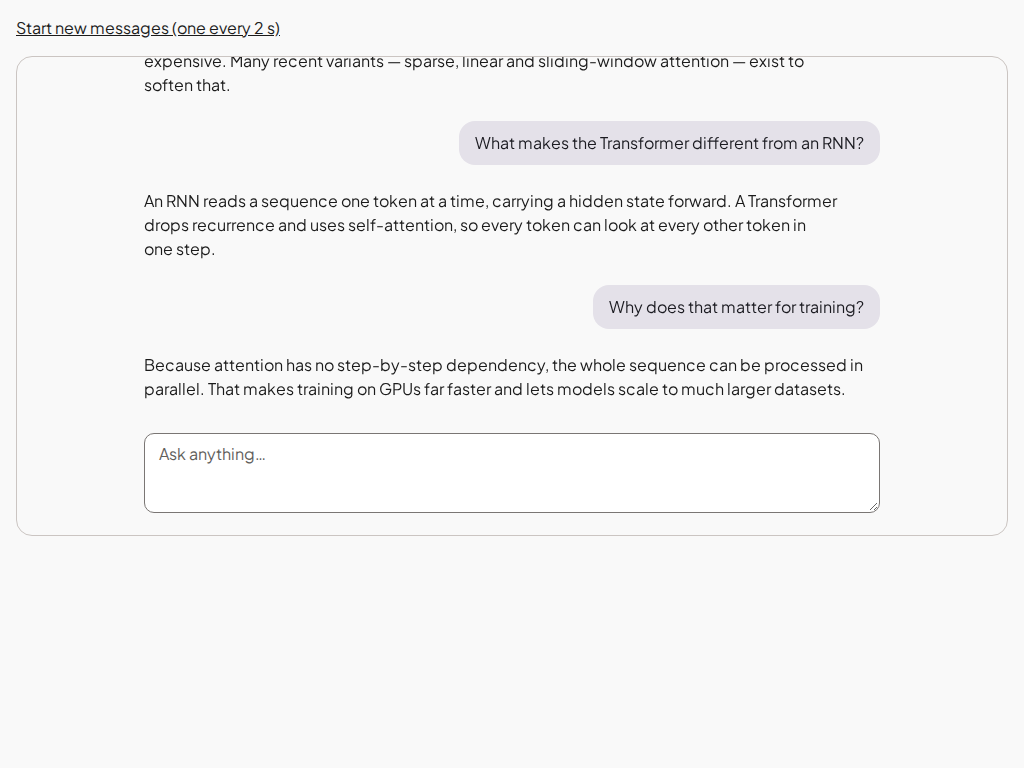 Start new messages (one every 2 s)
expensive. Many recent variants — sparse, linear and sliding-window attention — exist to
soften that.
What makes the Transformer different from an RNN?
An RNN reads a sequence one token at a time, carrying a hidden state forward. A Transformer
drops recurrence and uses self-attention, so every token can look at every other token in
one step.
Why does that matter for training?
Because attention has no step-by-step dependency, the whole sequence can be processed in
parallel. That makes training on GPUs far faster and lets models scale to much larger datasets.
Ask anything…